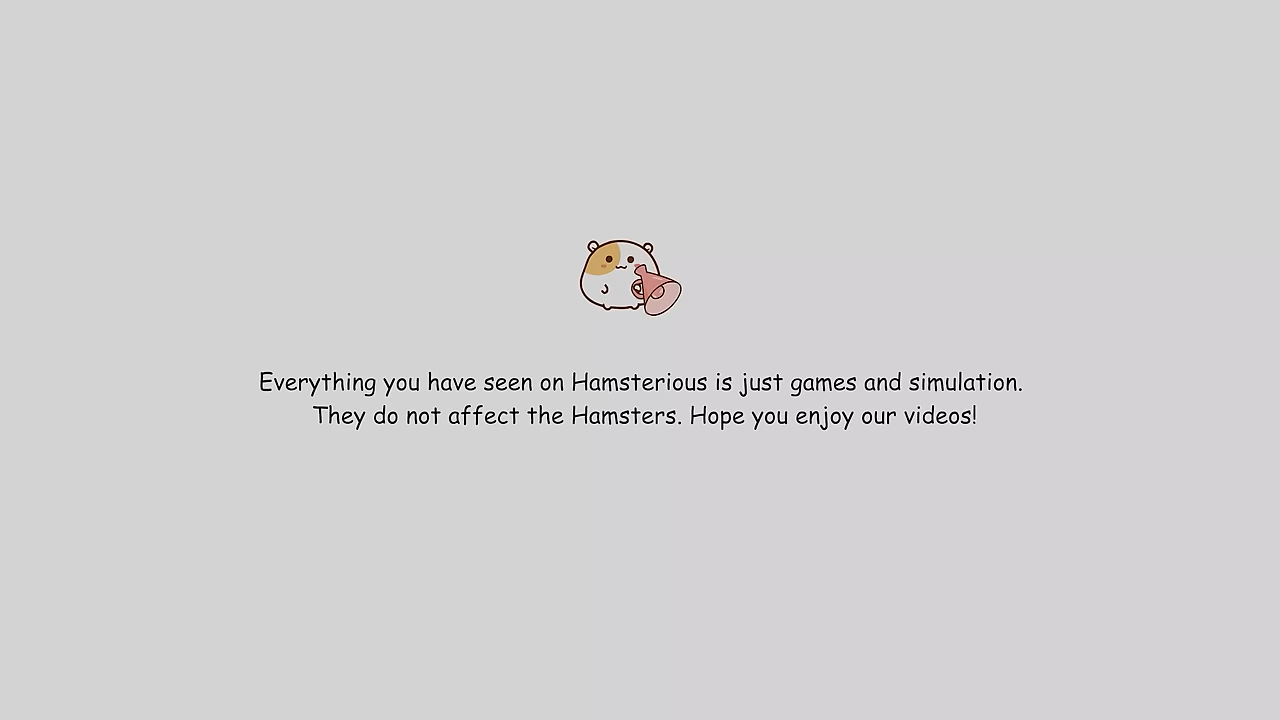 Everything you have seen on Hamsterious is just games and simulation.
They do not affect the Hamsters. Hope you enjoy our videos!